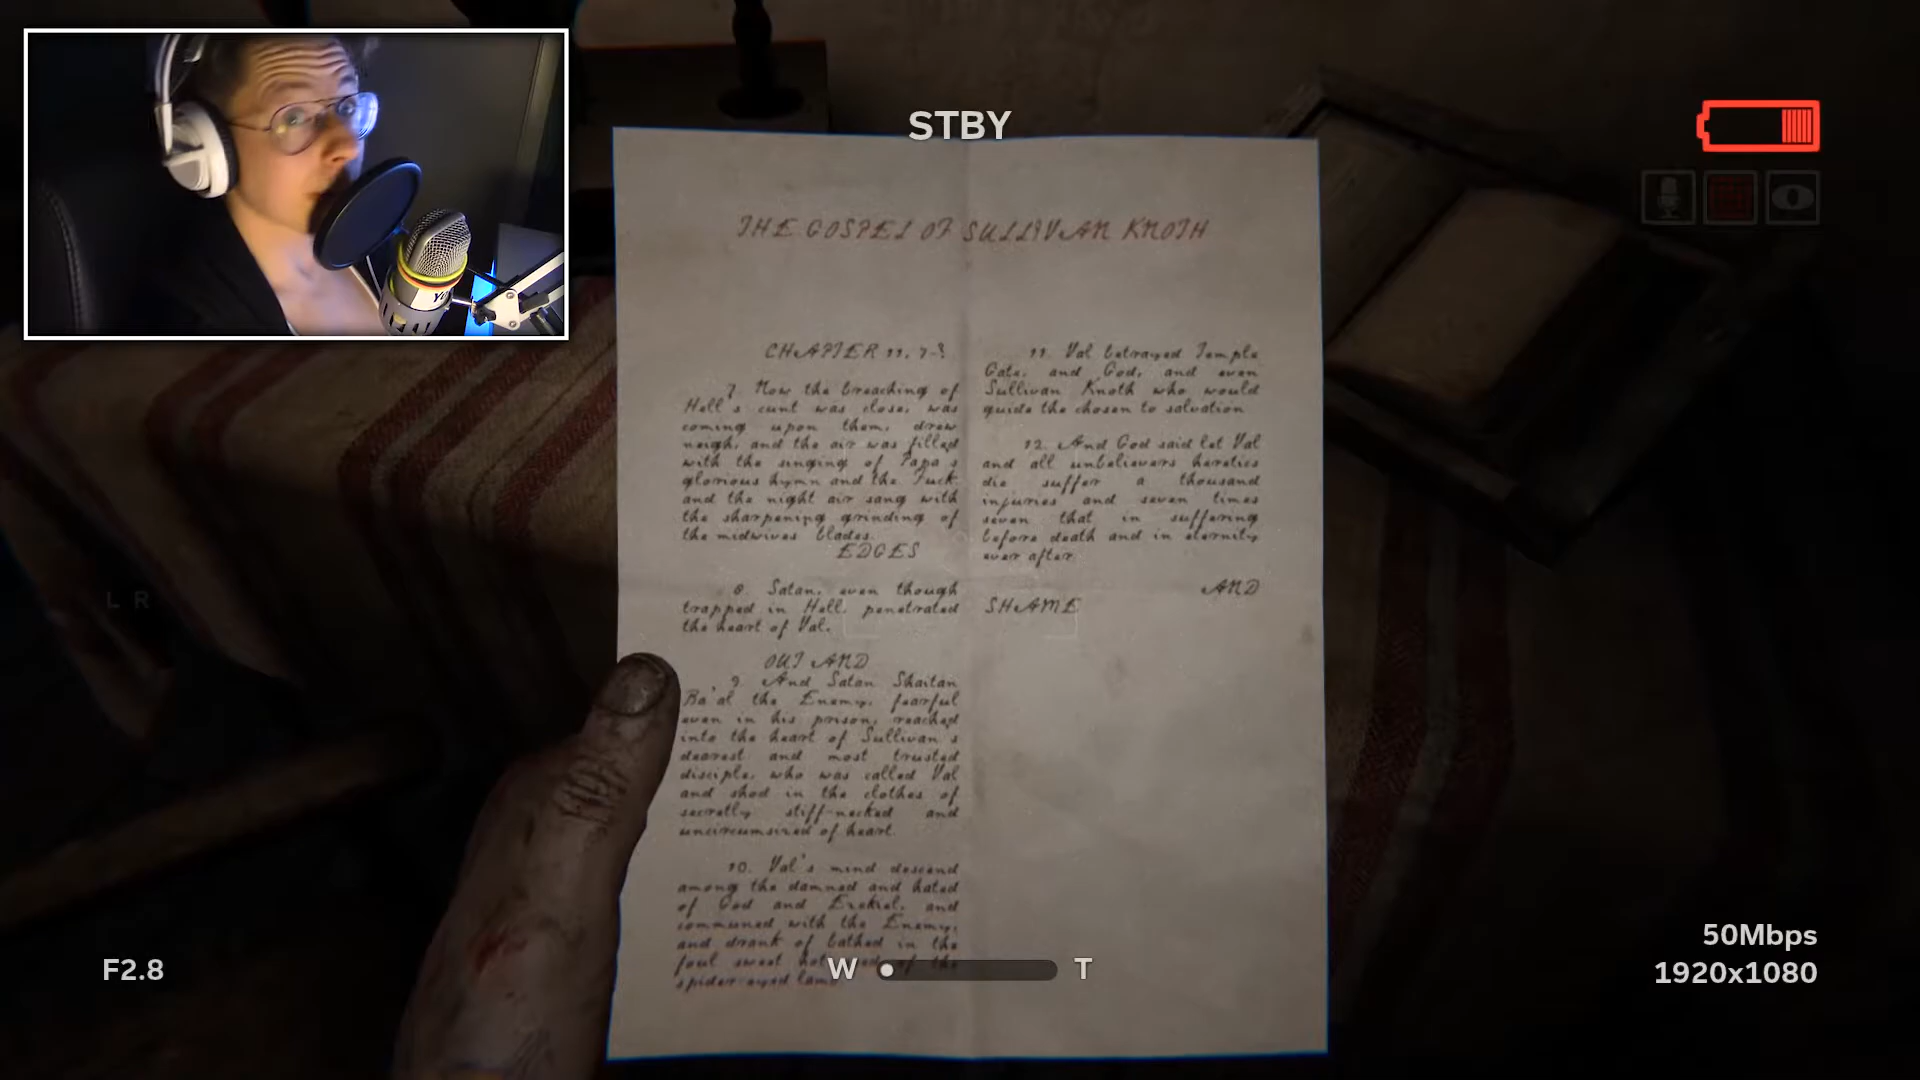 STBY
THE GOSPEL OF SULLIVAN KNOTH
CHAPTER 11.
7. Now the breaching of
Hell's cunt was close, was
coming upon them, drew
neigh, and the air was filled
with the singing of Papa's
glorious hymn and the Fuck
and the night air sang with
the sharpening grinding of
the midwives blades.
EDGES
8. Satan, even though
trapped in Hell, penetrated
the heart of Val.
OUT AND
9. And Satan Shaitan
Ba'al the Enemy, fearful
even in his prison, reached
into the heart of Sullivan's
dearest and most trusted
disciple, who was called Val
and shod in the clothes of
secretly stiff-necked and
uncircumsized of heart.
10. Val's mind descend
among the damned and hated
of God and Ezekiel, and
communed with the Enemy,
and drank of bathed in the
foul sweet hot of the
spider-eyed lamb
11. Val betrayed Temple
Gate, and God, and even
Sullivan Knoth who would
guide the chosen to salvation
12. And God said let Val
and all unbelievers heretics
die suffer a thousand
injuries and seven times
seven that in suffering
before death and in eternity
ever after.
AND
SHAME
L R
F2.8
W T
50Mbps
1920x1080